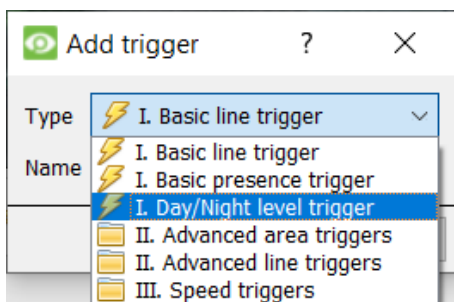 Add trigger ?
Type I. Basic line trigger
I. Basic line trigger
Name
I. Basic presence trigger
I. Day/Night level trigger
II. Advanced area triggers
II. Advanced line triggers
III. Speed triggers